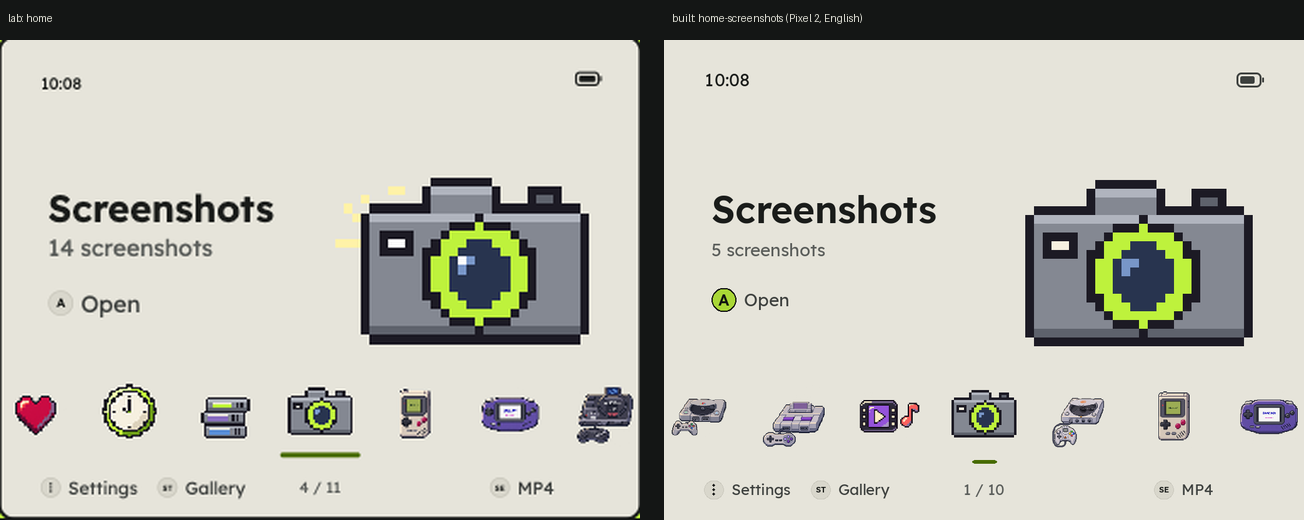 lab: home
built: home-screenshots (Pixel 2, English)
10:08
Screenshots
14 screenshots
A Open
Settings ST Gallery 4 / 11 SE MP4
10:08
Screenshots
5 screenshots
A Open
Settings ST Gallery 1 / 10 SE MP4